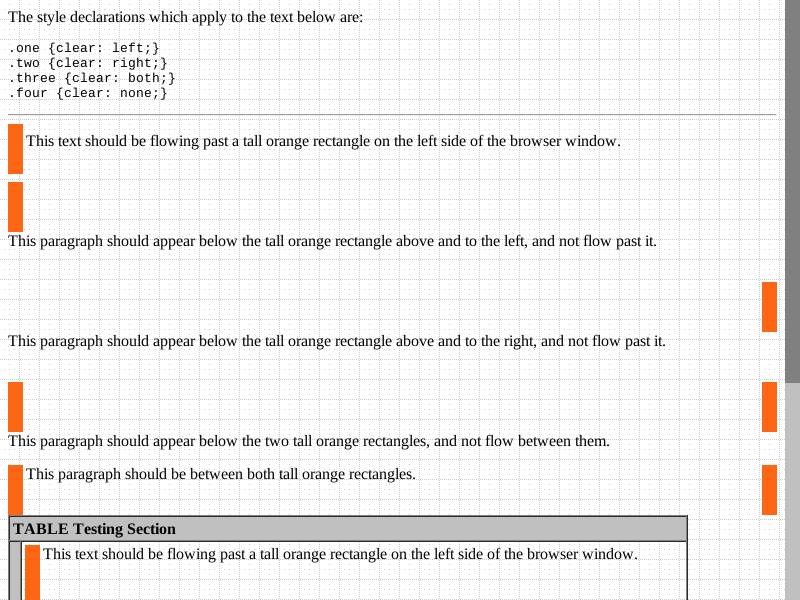 The style declarations which apply to the text below are:
.one {clear: left;}
.two {clear: right;}
.three {clear: both;}
.four {clear: none;}
This text should be flowing past a tall orange rectangle on the left side of the browser window.
This paragraph should appear below the tall orange rectangle above and to the left, and not flow past it.
This paragraph should appear below the tall orange rectangle above and to the right, and not flow past it.
This paragraph should appear below the two tall orange rectangles, and not flow between them.
This paragraph should be between both tall orange rectangles.
TABLE Testing Section
This text should be flowing past a tall orange rectangle on the left side of the browser window.